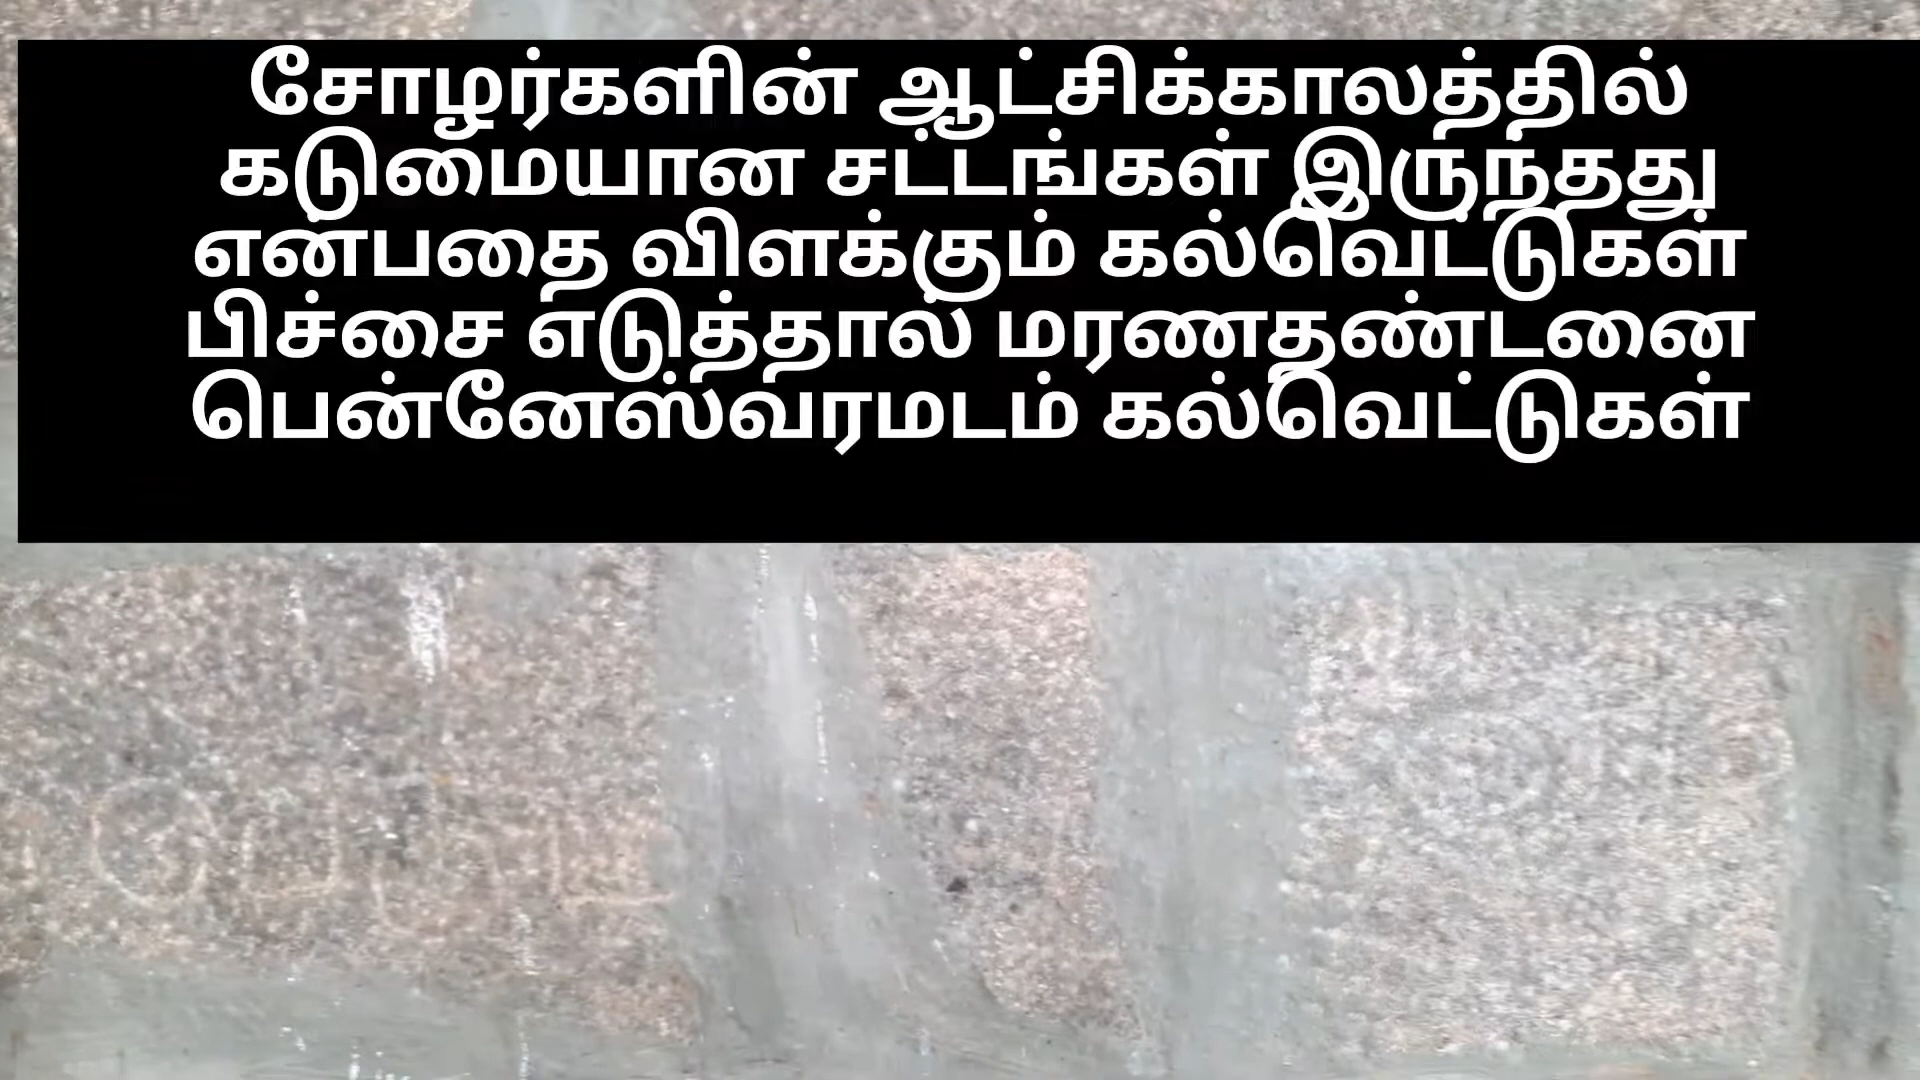 சோழர்களின் ஆட்சிக்காலத்தில்
கடுமையான சட்டங்கள் இருந்தது
என்பதை விளக்கும் கல்வெட்டுகள்
பிச்சை எடுத்தால் மரணதண்டனை
பென்னேஸ்வரமடம் கல்வெட்டுகள்